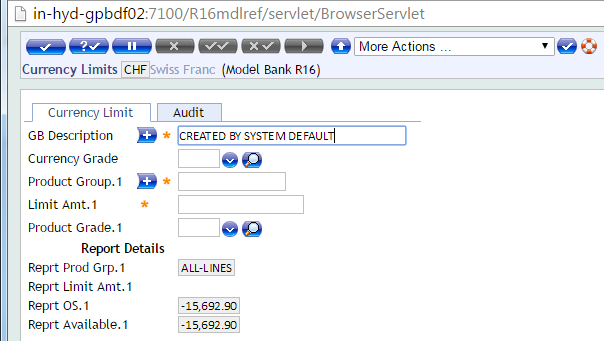 in-hyd-gpbdf02:7100/R16mdlref/servlet/BrowserServlet
More Actions ...
Currency Limits CHF Swiss Franc (Model Bank R16)
Currency Limit Audit
GB Description * CREATED BY SYSTEM DEFAULT
Currency Grade
Product Group.1 *
Limit Amt.1 *
Product Grade.1
Report Details
Reprt Prod Grp.1 ALL-LINES
Reprt Limit Amt.1
Reprt OS.1 -15,692.90
Reprt Available.1 -15,692.90